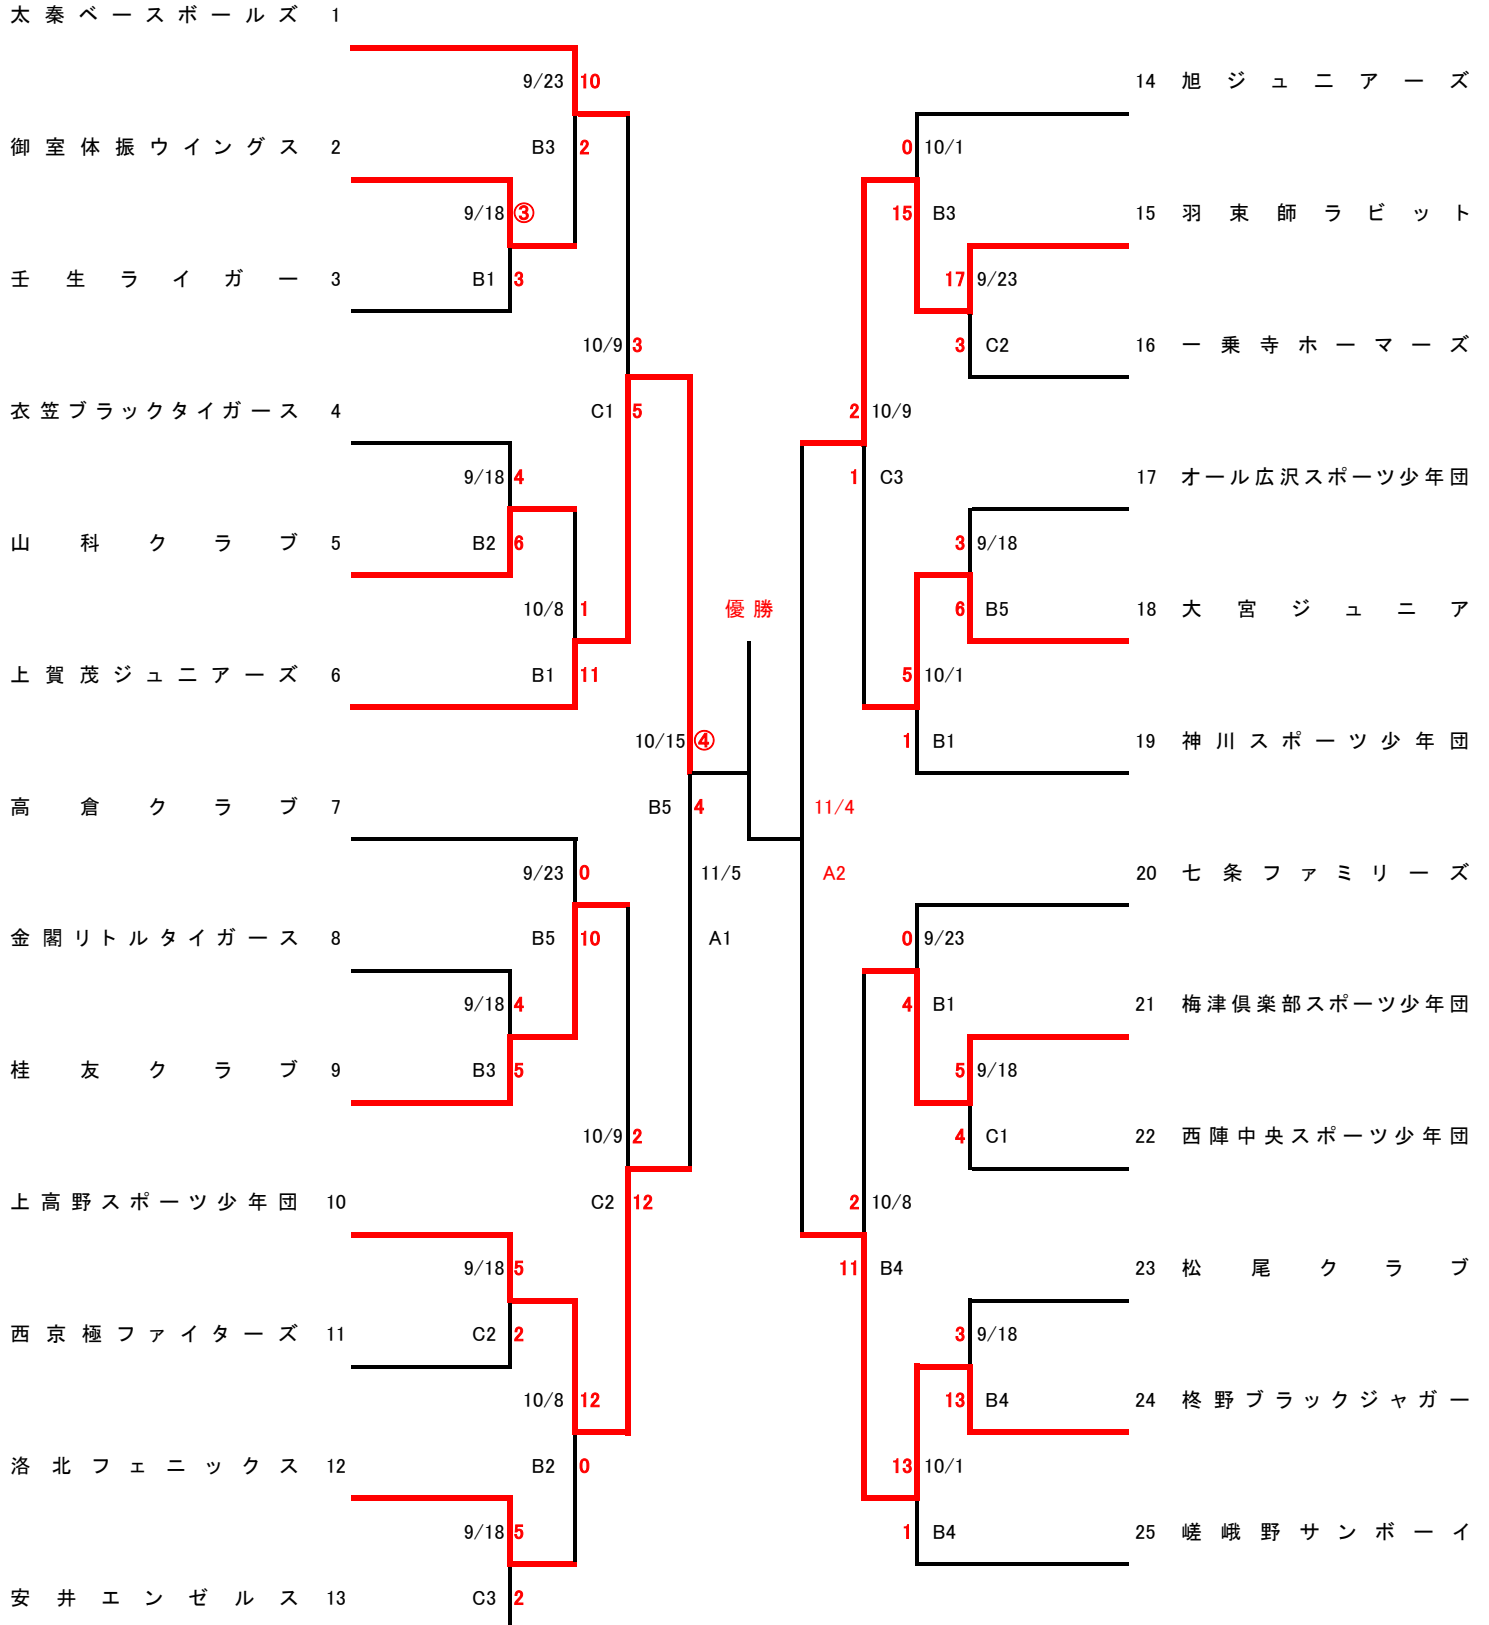 太秦ベースボールズ 1
9/23 10
御室体振ウイングス 2 B3 2
9/18 ③
壬生ライガー 3 B1 3
10/9 3
衣笠ブラックタイガース 4 C1 5
9/18 4
山科クラブ 5 B2 6
10/8 1
上賀茂ジュニアーズ 6 B1 11
10/15 ④
高倉クラブ 7 B5 4
9/23 0 11/5
金閣リトルタイガース 8 B5 10 A1
9/18 4
桂友クラブ 9 B3 5
10/9 2
上高野スポーツ少年団 10 C2 12
9/18 5
西京極ファイターズ 11 C2 2
10/8 12
洛北フェニックス 12 B2 0
9/18 5
安井エンゼルス 13 C3 2
優勝
14 旭ジュニアーズ
0 10/1
15 B3 15 羽束師ラビット
17 9/23
3 C2 16 一乗寺ホーマーズ
2 10/9
1 C3 17 オール広沢スポーツ少年団
3 9/18
6 B5 18 大宮ジュニア
5 10/1
1 B1 19 神川スポーツ少年団
11/4
A2 20 七条ファミリーズ
0 9/23
4 B1 21 梅津倶楽部スポーツ少年団
5 9/18
4 C1 22 西陣中央スポーツ少年団
2 10/8
11 B4 23 松尾クラブ
3 9/18
13 B4 24 柊野ブラックジャガー
13 10/1
1 B4 25 嵯峨野サンボーイ